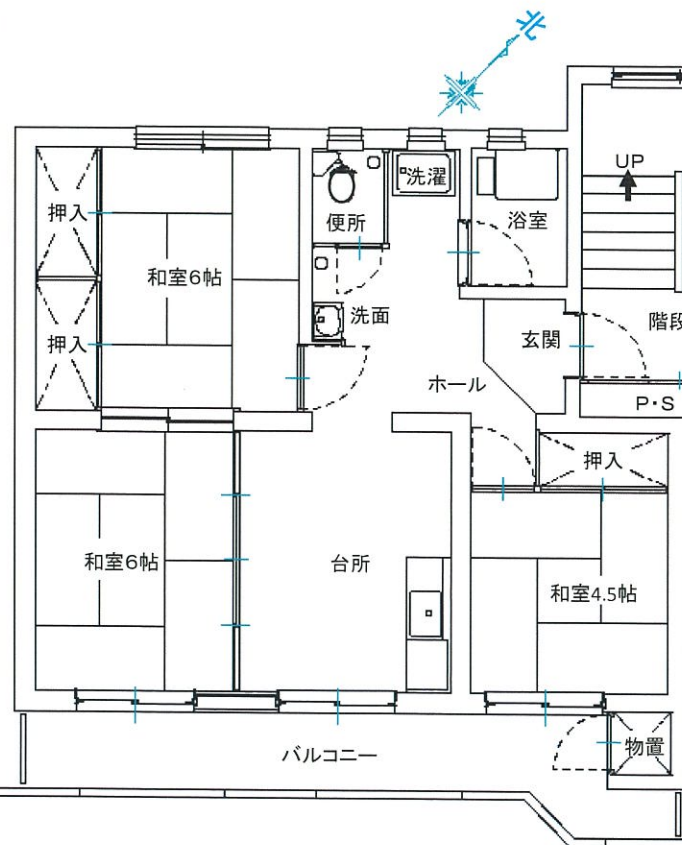 北
UP
押入
洗濯
便所
浴室
和室6帖
洗面
押入
玄関
階段
ホール
P・S
押入
和室6帖
台所
和室4.5帖
バルコニー
物置